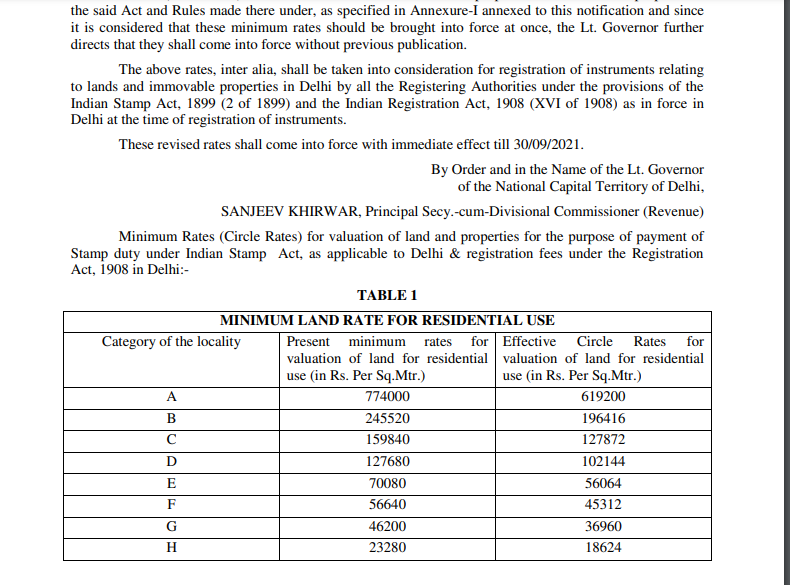 the said Act and Rules made there under, as specified in Annexure-I annexed to this notification and since
it is considered that these minimum rates should be brought into force at once, the Lt. Governor further
directs that they shall come into force without previous publication.
The above rates, inter alia, shall be taken into consideration for registration of instruments relating
to lands and immovable properties in Delhi by all the Registering Authorities under the provisions of the
Indian Stamp Act, 1899 (2 of 1899) and the Indian Registration Act, 1908 (XVI of 1908) as in force in
Delhi at the time of registration of instruments.
These revised rates shall come into force with immediate effect till 30/09/2021.
By Order and in the Name of the Lt. Governor
of the National Capital Territory of Delhi,
SANJEEV KHIRWAR, Principal Secy.-cum-Divisional Commissioner (Revenue)
Minimum Rates (Circle Rates) for valuation of land and properties for the purpose of payment of
Stamp duty under Indian Stamp Act, as applicable to Delhi & registration fees under the Registration
Act, 1908 in Delhi:-
TABLE 1
MINIMUM LAND RATE FOR RESIDENTIAL USE
Category of the locality
Present minimum rates for
valuation of land for residential
use (in Rs. Per Sq.Mtr.)
Effective Circle Rates for
valuation of land for residential
use (in Rs. Per Sq.Mtr.)
A 774000 619200
B 245520 196416
C 159840 127872
D 127680 102144
E 70080 56064
F 56640 45312
G 46200 36960
H 23280 18624